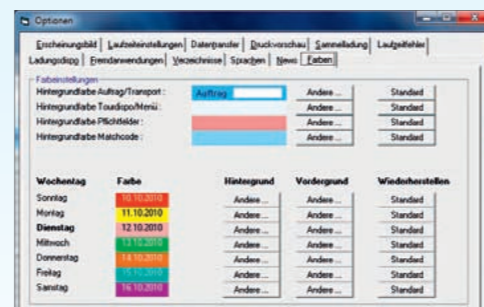 Optionen
Erscheinungsbild Laufzeiteinstellungen Datentransfer Druckvorschau Sammelladung Laufzeitfehler
Ladungsdispo Fremdanwendungen Verzeichnisse Sprachen News Farben
Farbeinstellungen
Hintergrundfarbe Auftrag/Transport : Auftrag Andere ... Standard
Hintergrundfarbe Tourdispo/Menü : Andere ... Standard
Hintergrundfarbe Pflichtfelder : Andere ... Standard
Hintergrundfarbe Matchcode : Andere ... Standard
Wochentag Farbe Hintergrund Vordergrund Wiederherstellen
Sonntag 10.10.2010 Andere ... Andere ... Standard
Montag 11.10.2010 Andere ... Andere ... Standard
Dienstag 12.10.2010 Andere ... Andere ... Standard
Mittwoch 13.10.2010 Andere ... Andere ... Standard
Donnerstag 14.10.2010 Andere ... Andere ... Standard
Freitag 15.10.2010 Andere ... Andere ... Standard
Samstag 16.10.2010 Andere ... Andere ... Standard